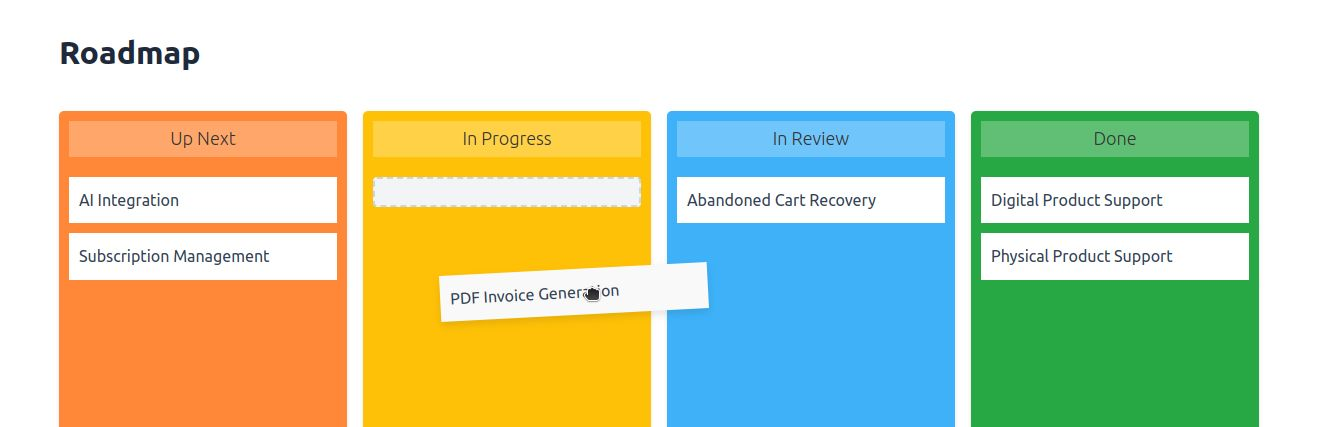 Roadmap
Up Next
AI Integration
Subscription Management
In Progress
PDF Invoice Generation
In Review
Abandoned Cart Recovery
Done
Digital Product Support
Physical Product Support